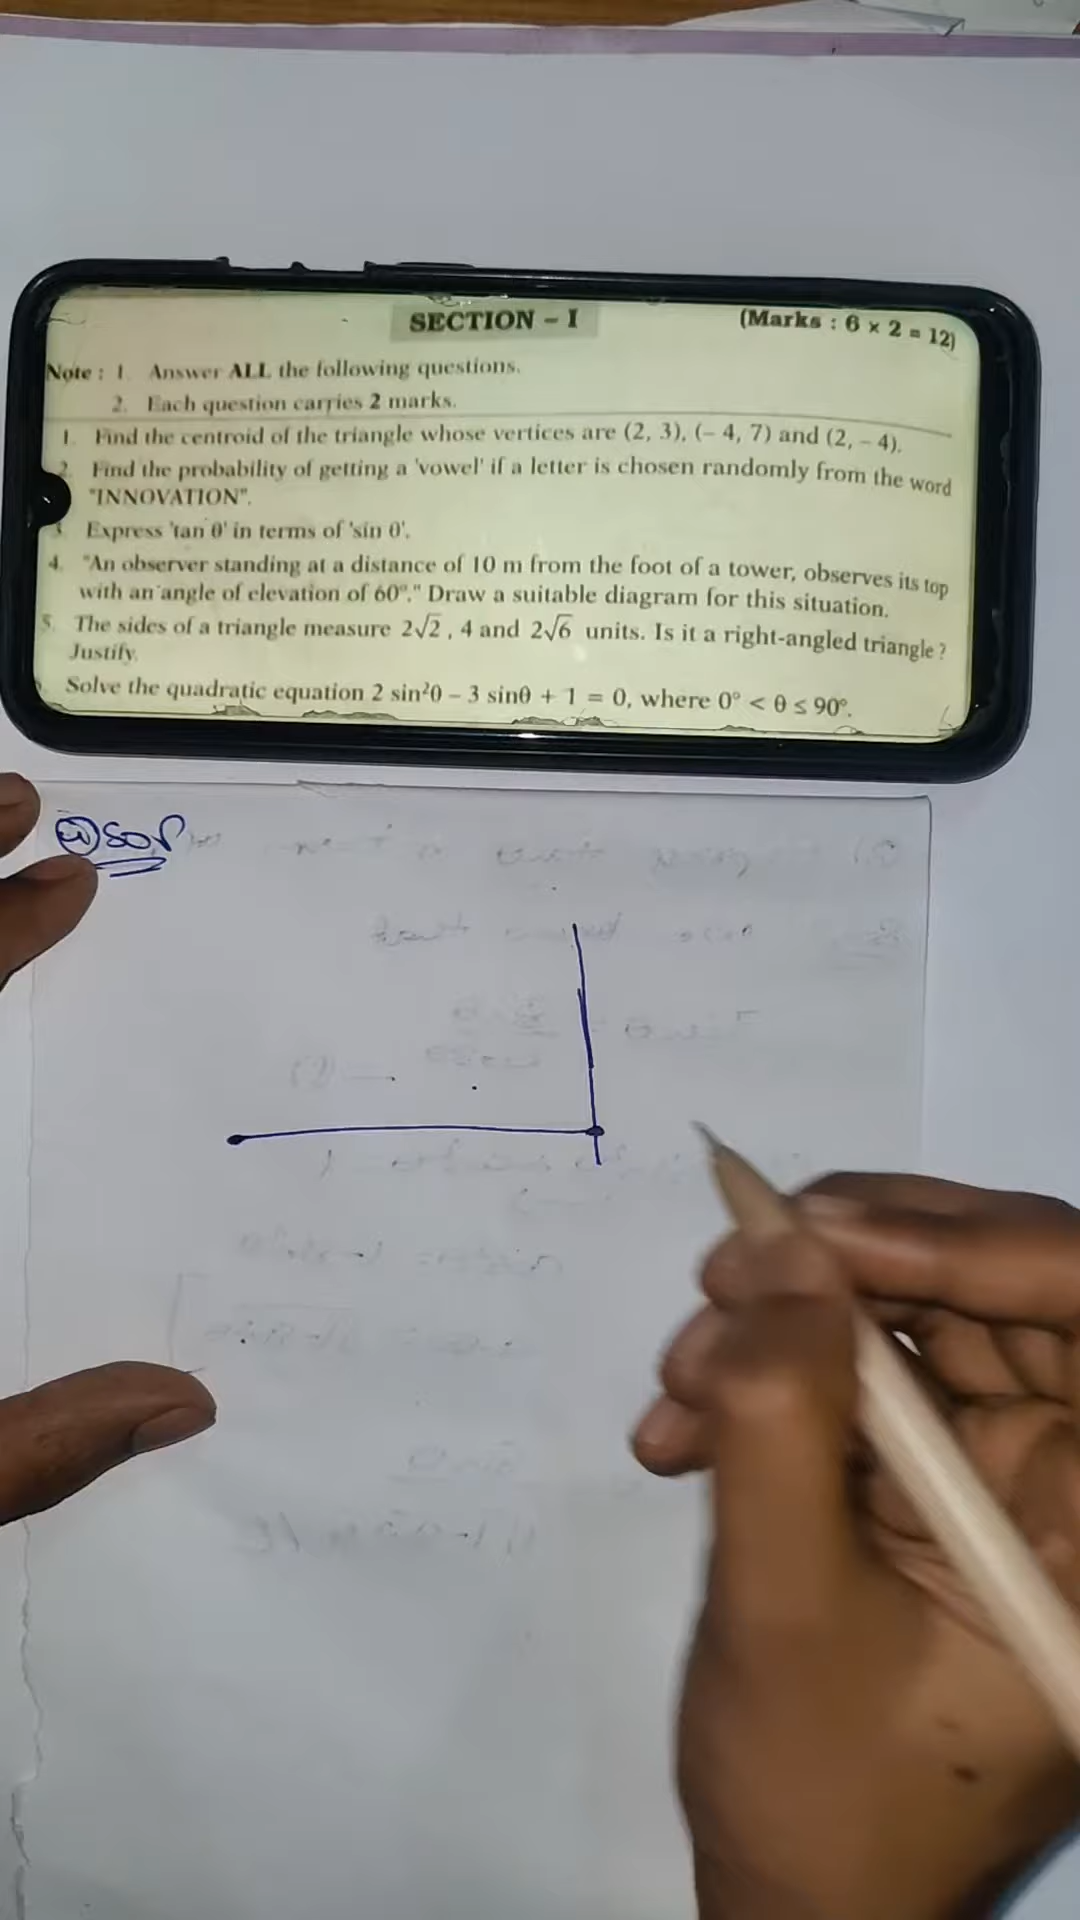 SECTION – I
(Marks : 6 × 2 = 12)
Note : 1. Answer ALL the following questions.
2. Each question carries 2 marks.
1. Find the centroid of the triangle whose vertices are (2, 3), (– 4, 7) and (2, – 4).
2. Find the probability of getting a 'vowel' if a letter is chosen randomly from the word
"INNOVATION".
3. Express 'tan θ' in terms of 'sin θ'.
4. "An observer standing at a distance of 10 m from the foot of a tower, observes its top
with an angle of elevation of 60°." Draw a suitable diagram for this situation.
5. The sides of a triangle measure 2√2 , 4 and 2√6 units. Is it a right-angled triangle ?
Justify.
Solve the quadratic equation 2 sin²θ – 3 sinθ + 1 = 0, where 0° < θ ≤ 90°.